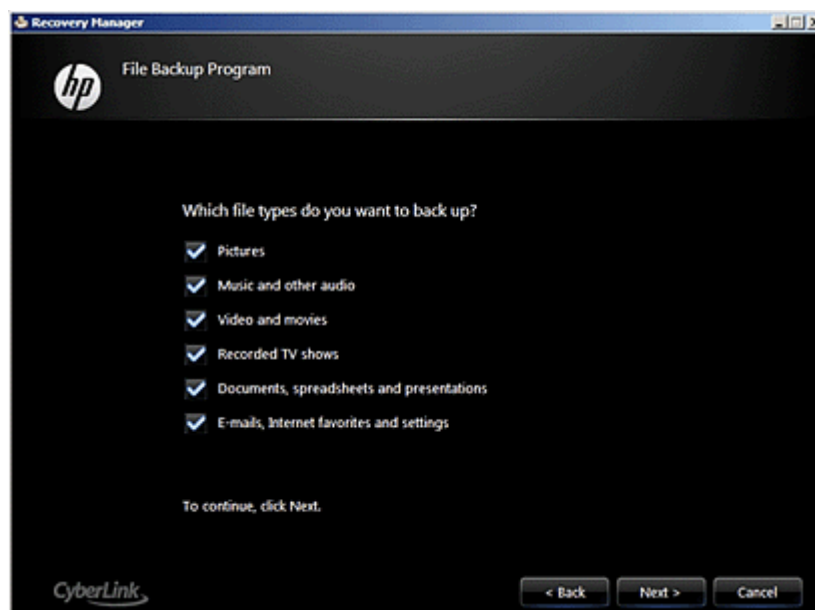 Recovery Manager
hp
File Backup Program
Which file types do you want to back up?
Pictures
Music and other audio
Video and movies
Recorded TV shows
Documents, spreadsheets and presentations
E-mails, Internet favorites and settings
To continue, click Next.
CyberLink
< Back Next > Cancel